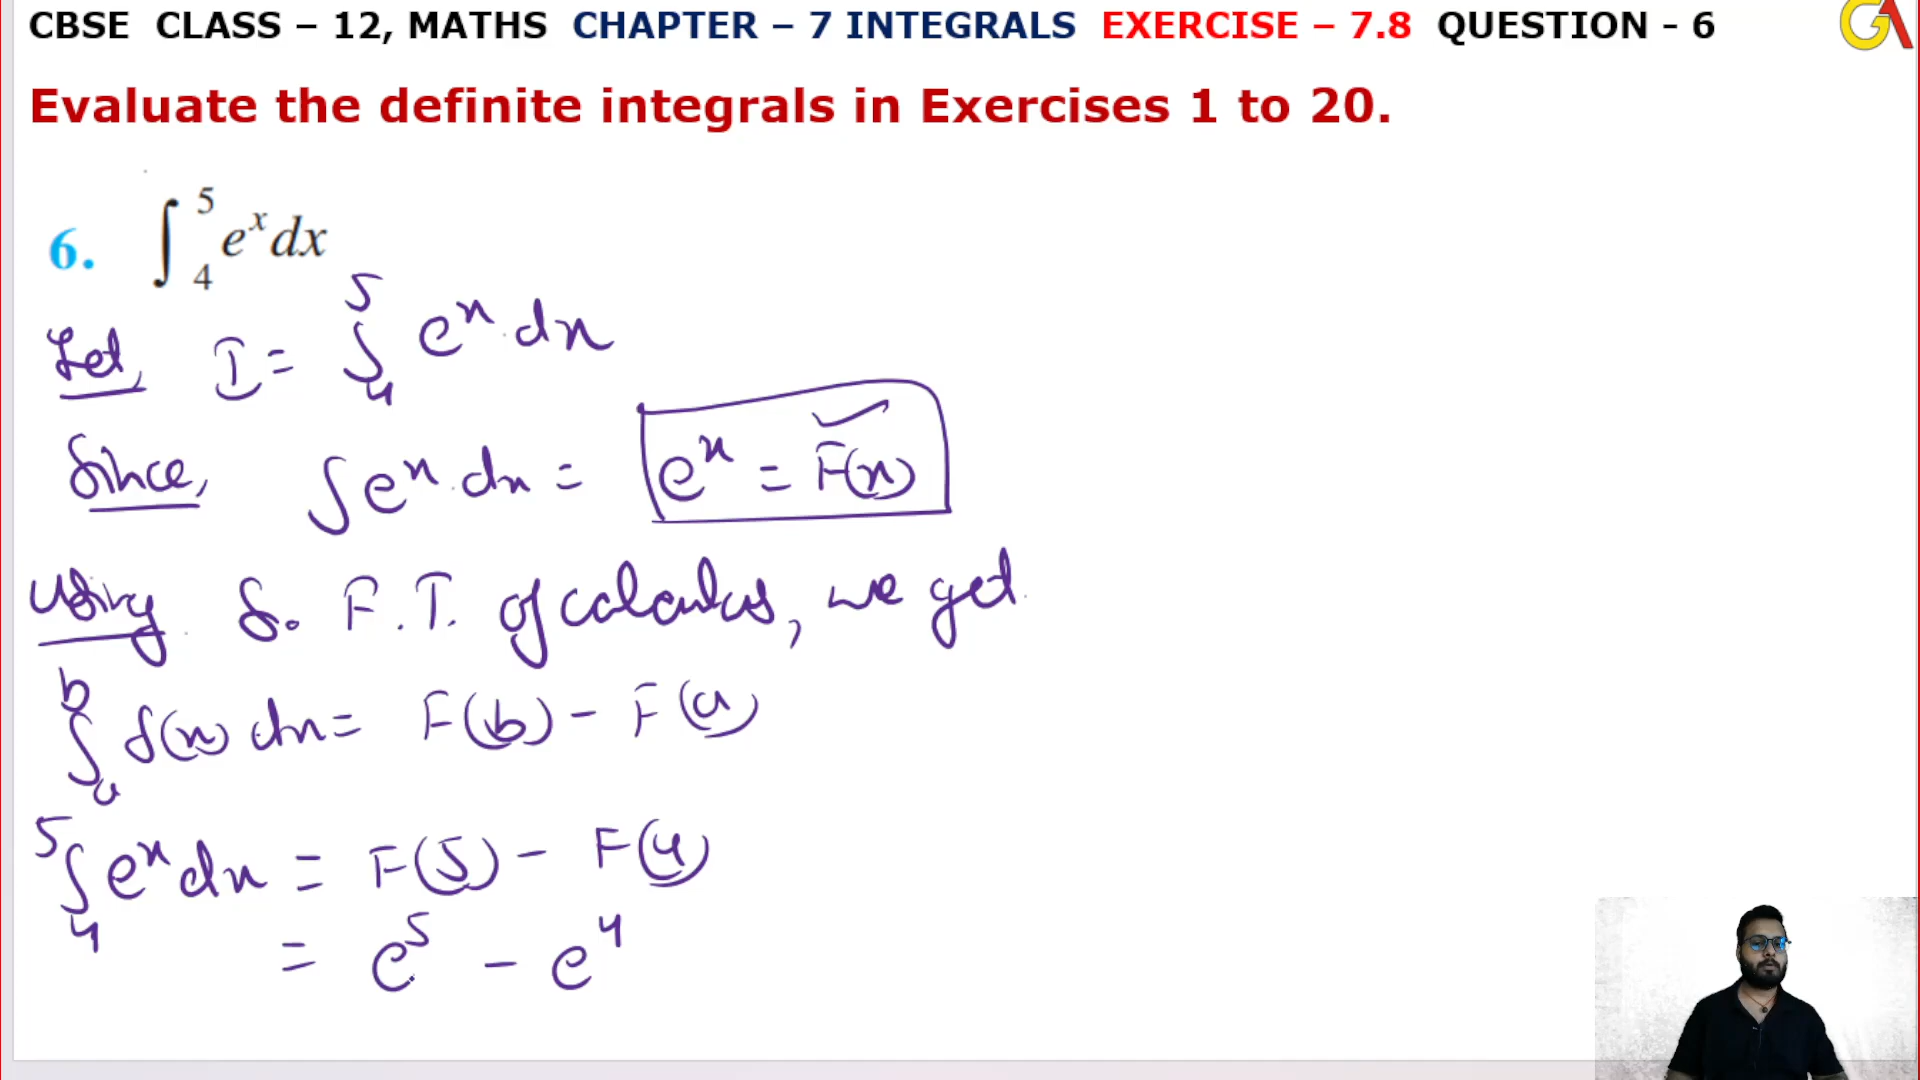 CBSE CLASS – 12, MATHS CHAPTER – 7 INTEGRALS EXERCISE – 7.8 QUESTION - 6
GA
Evaluate the definite integrals in Exercises 1 to 20.
6. ∫₄⁵ eˣ dx
Let, I = ∫₄⁵ eˣ dx
Since, ∫ eˣ dx = eˣ = F(x)
Using S. F.T. of calculus, we get
∫ₐᵇ f(x) dx = F(b) - F(a)
∫₄⁵ eˣ dx = F(5) - F(4)
= e⁵ - e⁴